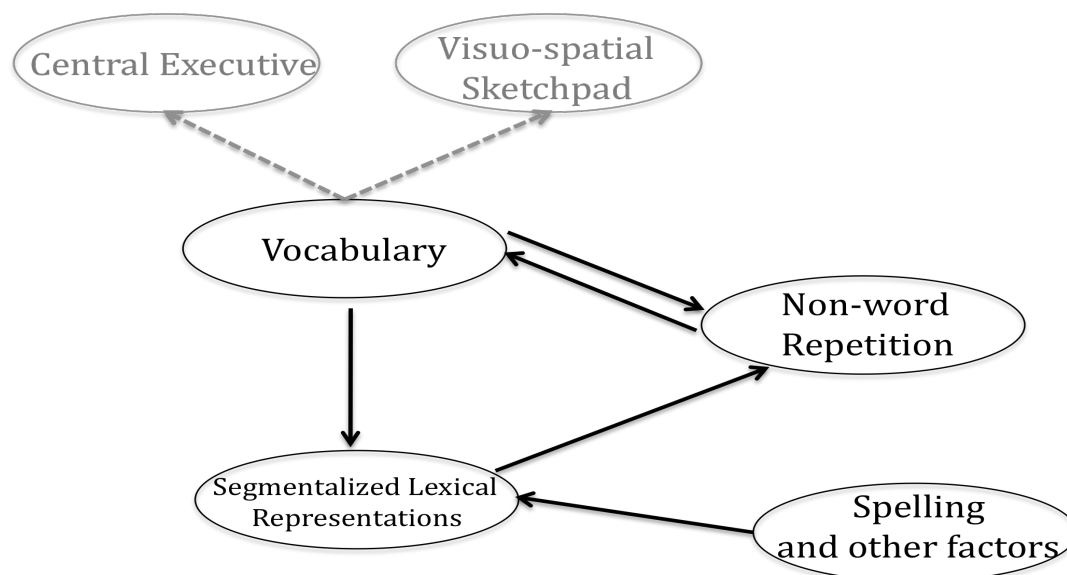 Central Executive
Visuo-spatial
Sketchpad
Vocabulary
Non-word
Repetition
Segmentalized Lexical
Representations
Spelling
and other factors